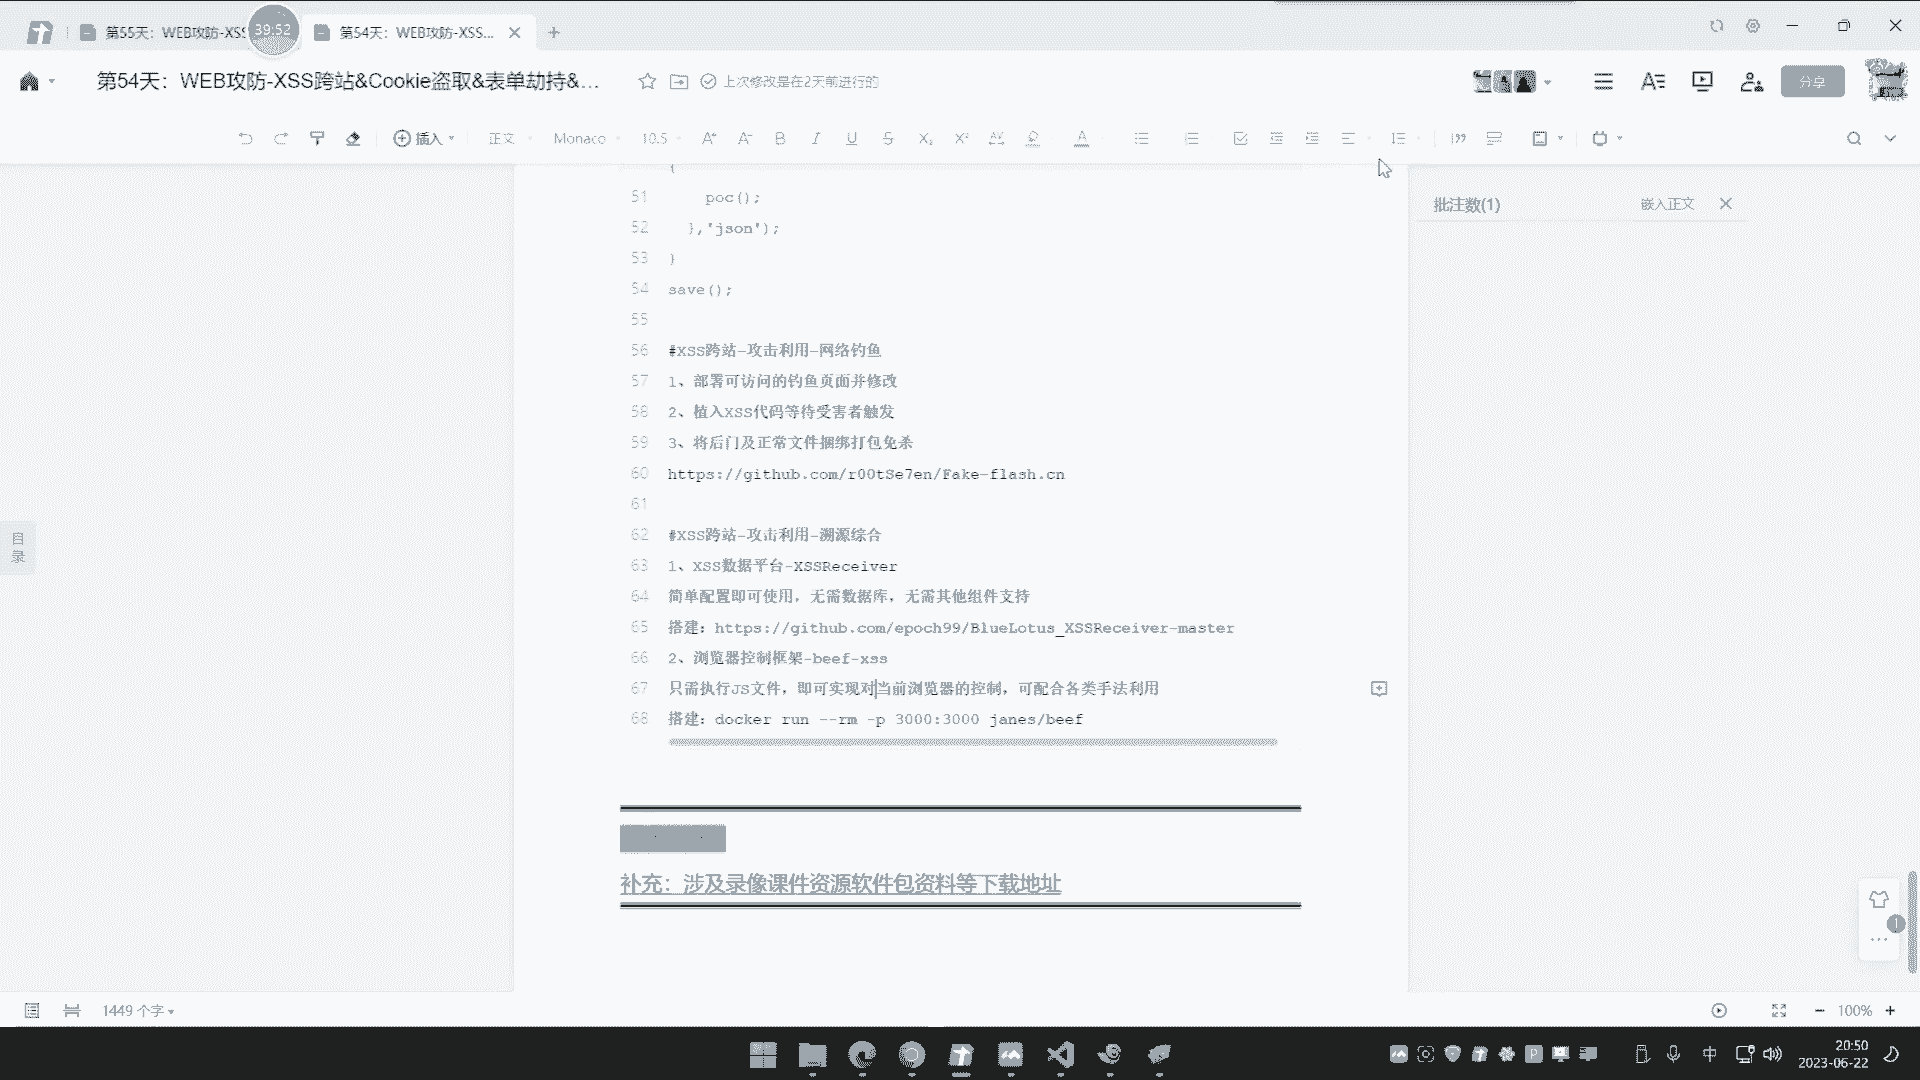 第55天：WEB攻防-XSS
39:52
第54天：WEB攻防-XSS...
第54天：WEB攻防-XSS跨站&Cookie盗取&表单劫持&...
上次修改是在2天前进行的
分享
插入
正文
Monaco
10.5
批注数(1)
嵌入正文
{
51 poc();
52 },'json');
53 }
54 save();
55
56 #XSS跨站-攻击利用-网络钓鱼
57 1、部署可访问的钓鱼页面并修改
58 2、植入XSS代码等待受害者触发
59 3、将后门及正常文件捆绑打包免杀
60 https://github.com/r00tSe7en/Fake-flash.cn
61
62 #XSS跨站-攻击利用-溯源综合
63 1、XSS数据平台-XSSReceiver
64 简单配置即可使用，无需数据库，无需其他组件支持
65 搭建：https://github.com/epoch99/BlueLotus_XSSReceiver-master
66 2、浏览器控制框架-beef-xss
67 只需执行JS文件，即可实现对当前浏览器的控制，可配合各类手法利用
68 搭建：docker run --rm -p 3000:3000 janes/beef
补充：涉及录像课件资源软件包资料等下载地址
目录
1449 个字
100%
中
20:50
2023-06-22